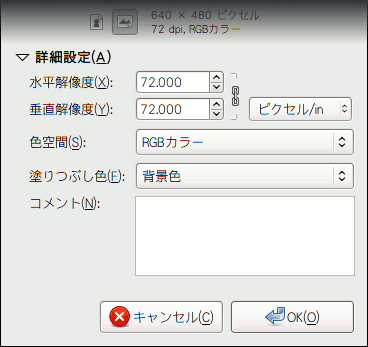 640 × 480 ピクセル
72 dpi, RGBカラー
詳細設定(A)
水平解像度(X): 72.000
垂直解像度(Y): 72.000 ピクセル/in
色空間(S): RGBカラー
塗りつぶし色(F): 背景色
コメント(N):
キャンセル(C) OK(O)